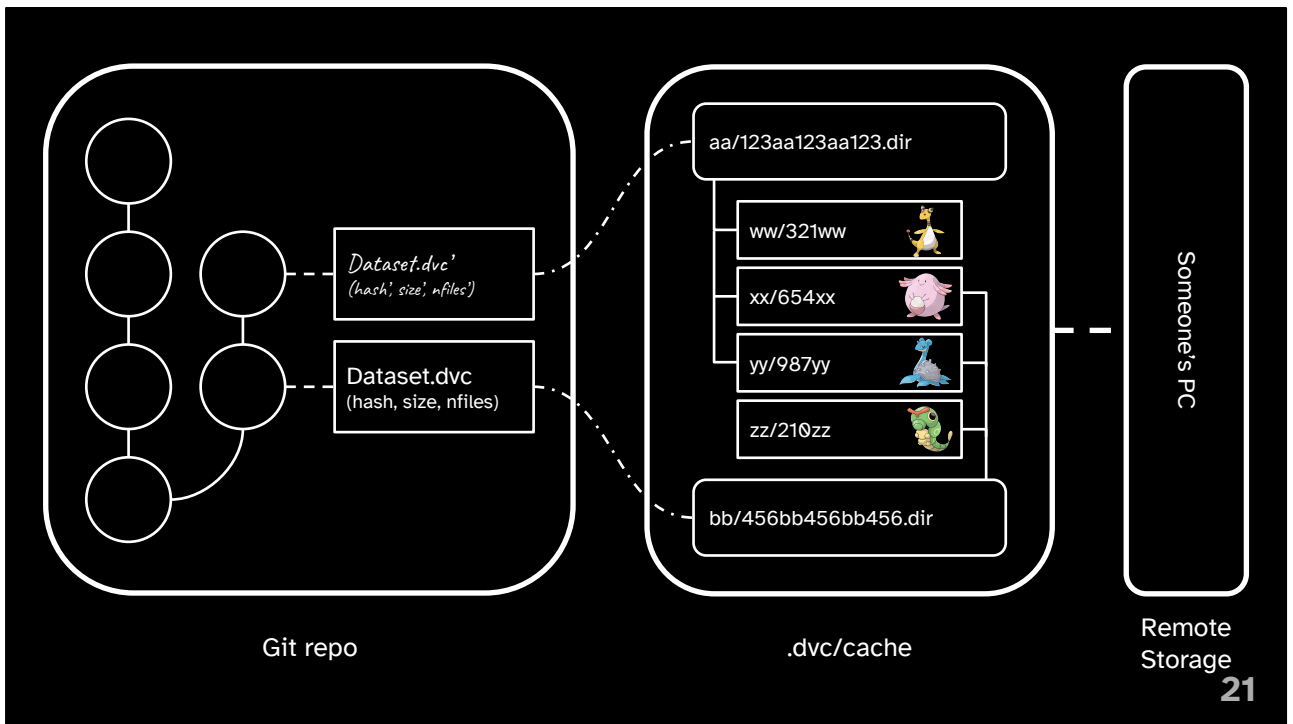 Dataset.dvc’
(hash’, size’, nfiles’)
Dataset.dvc
(hash, size, nfiles)
Git repo
aa/123aa123aa123.dir
ww/321ww
xx/654xx
yy/987yy
zz/210zz
bb/456bb456bb456.dir
.dvc/cache
Someone’s PC
Remote
Storage
21